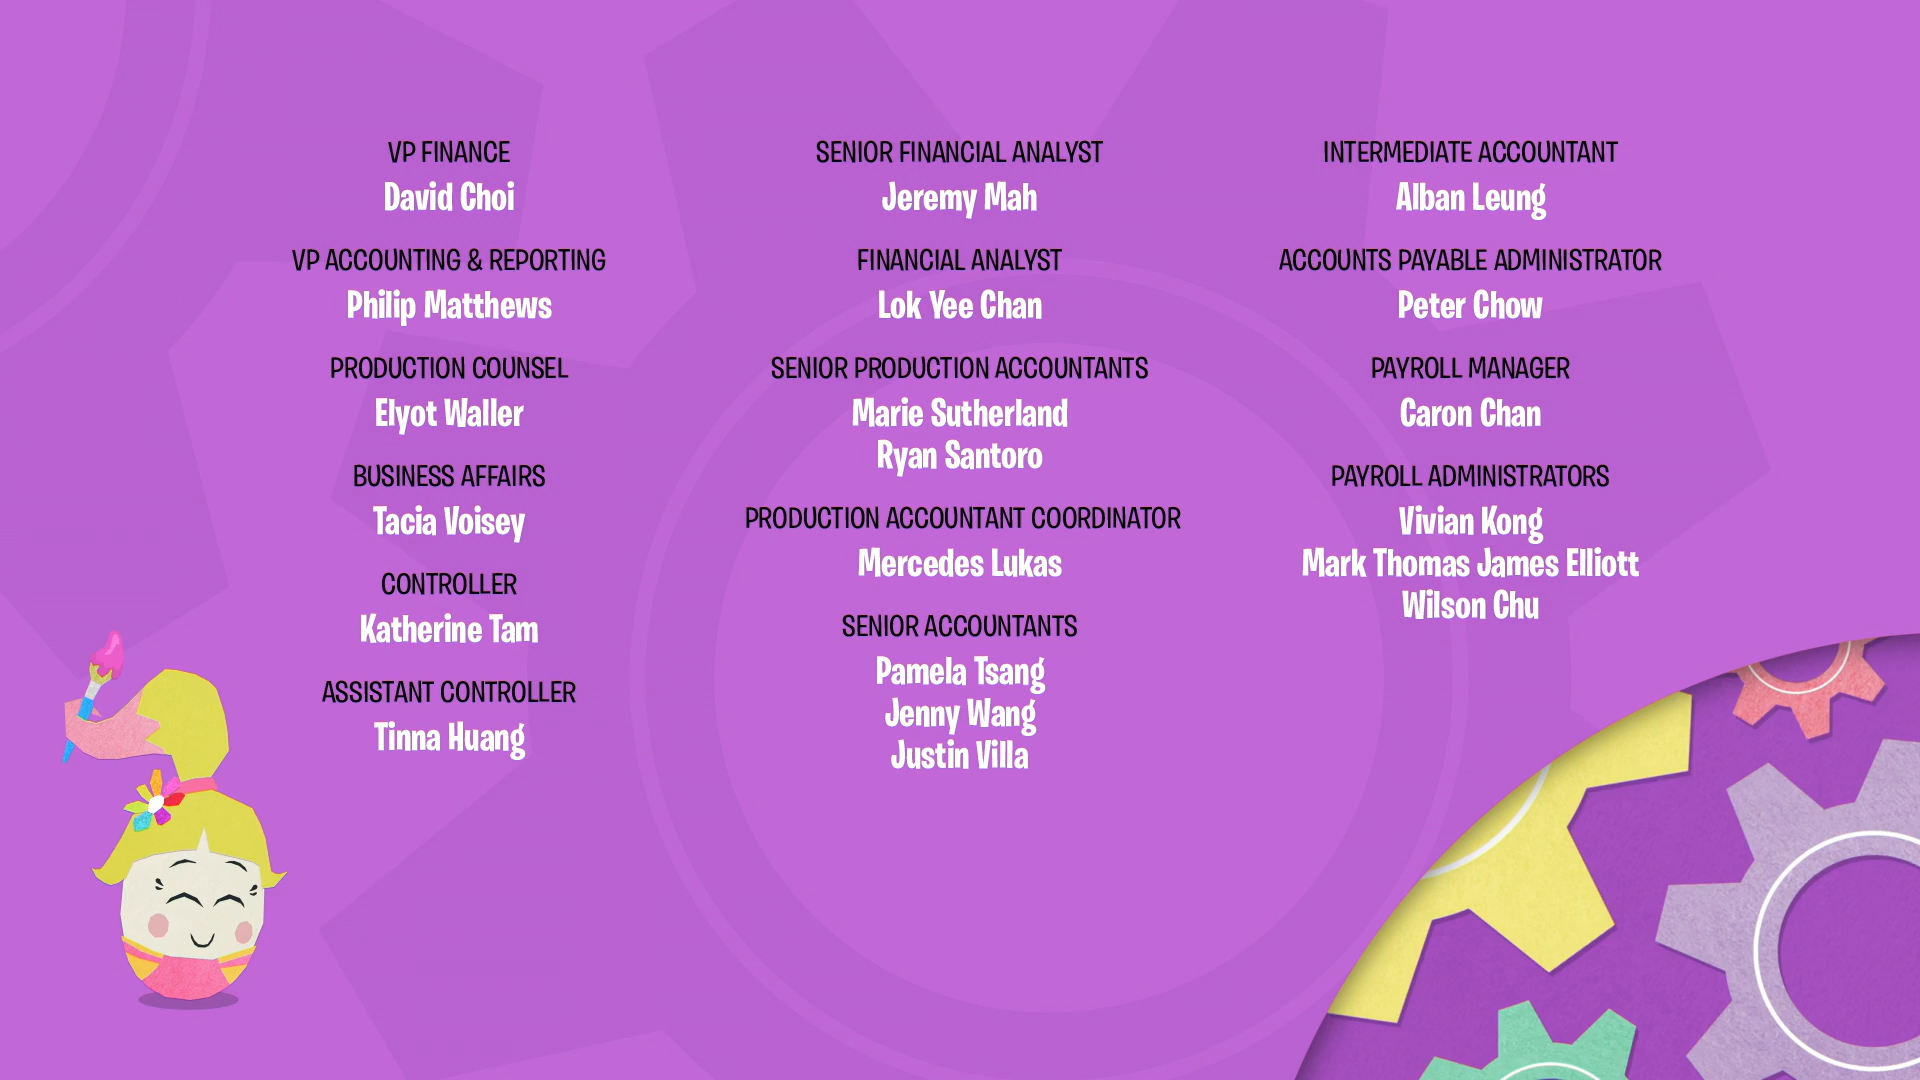 VP FINANCE
David Choi
VP ACCOUNTING & REPORTING
Philip Matthews
PRODUCTION COUNSEL
Elyot Waller
BUSINESS AFFAIRS
Tacia Voisey
CONTROLLER
Katherine Tam
ASSISTANT CONTROLLER
Tinna Huang
SENIOR FINANCIAL ANALYST
Jeremy Mah
FINANCIAL ANALYST
Lok Yee Chan
SENIOR PRODUCTION ACCOUNTANTS
Marie Sutherland
Ryan Santoro
PRODUCTION ACCOUNTANT COORDINATOR
Mercedes Lukas
SENIOR ACCOUNTANTS
Pamela Tsang
Jenny Wang
Justin Villa
INTERMEDIATE ACCOUNTANT
Alban Leung
ACCOUNTS PAYABLE ADMINISTRATOR
Peter Chow
PAYROLL MANAGER
Caron Chan
PAYROLL ADMINISTRATORS
Vivian Kong
Mark Thomas James Elliott
Wilson Chu